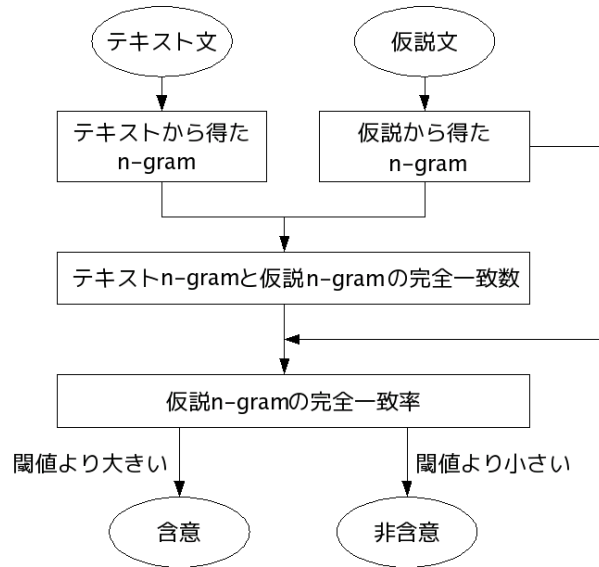 テキスト文
仮説文
テキストから得た
n-gram
仮説から得た
n-gram
テキストn-gramと仮説n-gramの完全一致数
仮説n-gramの完全一致率
閾値より大きい
閾値より小さい
含意
非含意